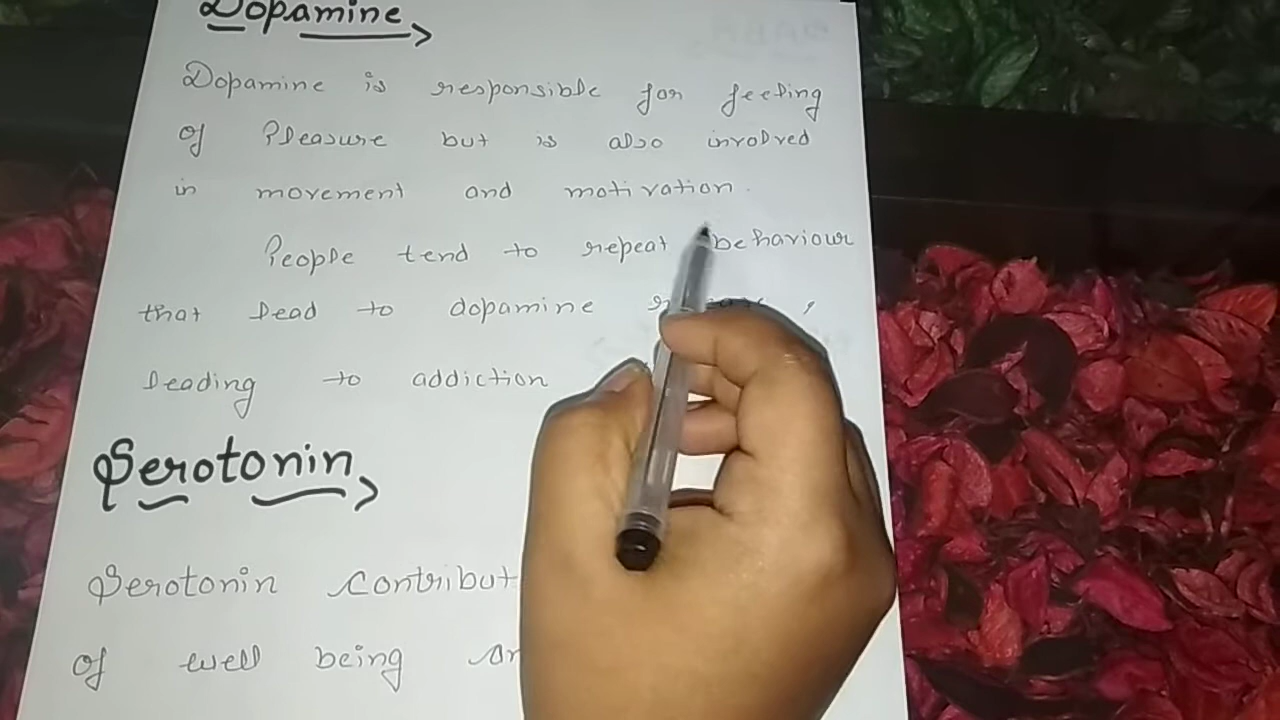 Dopamine
Dopamine is responsible for feeling
of Pleasure but is also involved
in movement and motivation.
People tend to repeat behaviour
that lead to dopamine ,
leading to addiction
Serotonin
Serotonin
of well being